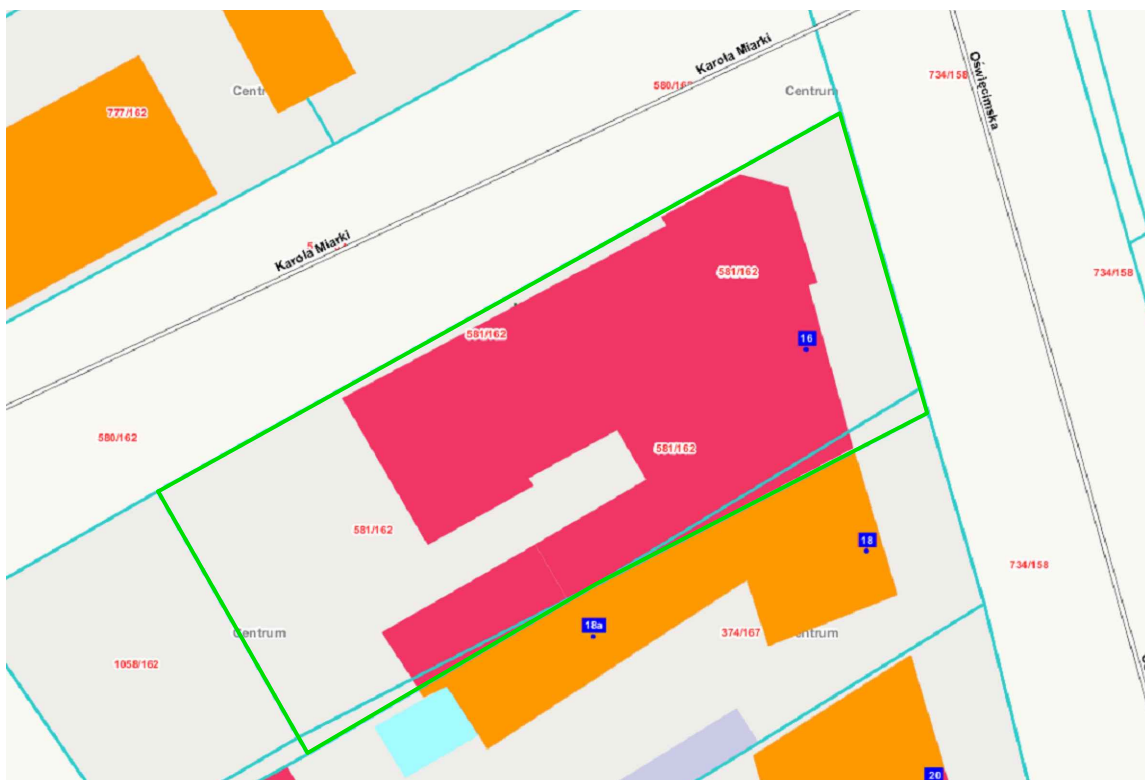 Karola Miarki
580/162
734/158
Oświęcimska
Centrum
777/162
Centrum
Karola Miarki
5
581/162
734/158
581/162
16
580/162
581/162
581/162
18
734/158
18a
Centrum
374/167
Centrum
1058/162
20